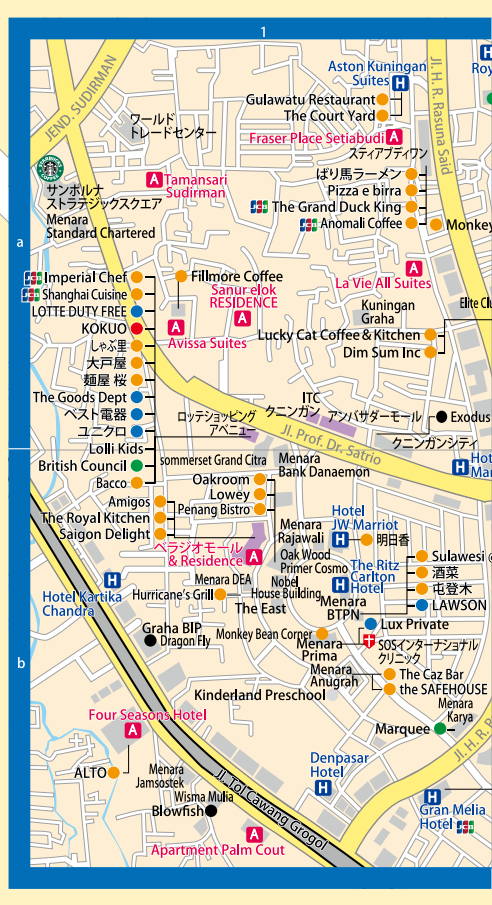 1
JEND. SUDIRMAN
ワールド
トレードセンター
Aston Kuningan
Suites H
H
Roy
Gulawatu Restaurant
The Court Yard
Fraser Place Setiabudi A
スティアブディワン
Jl. H. R. Rasuna Said
STARBUCKS COFFEE
サンポルナ
ストラテジックスクエア
Menara
Standard Chartered
A Tamansari
Sudirman
ばり馬ラーメン
Pizza e birra
JCB The Grand Duck King
JCB Anomali Coffee
Monkey
a
JCB Imperial Chef
JCB Shanghai Cuisine
LOTTE DUTY FREE
KOKUO
しゃぶ里
大戸屋
麺屋 桜
The Goods Dept
ベスト電器
ユニクロ
Lolli Kids
British Council
Bacco
Fillmore Coffee
Sanur elok
RESIDENCE
A
A
Avissa Suites
A
La Vie All Suites
Kuningan
Graha
Elite Clu
Lucky Cat Coffee & Kitchen
Dim Sum Inc
ロッテショッピング
アベニュー
ITC
クニンガン
アンバサダーモール
Exodus
Jl. Prof. Dr. Satrio
クニンガンシティ
sommerset Grand Citra
Menara
Bank Danaemon
H
Hot
Mar
Oakroom
Lowey
Penang Bistro
Amigos
The Royal Kitchen
Saigon Delight
ベラジオモール
& Residence A
Menara
Rajawali
Oak Wood
Primer Cosmo
Hotel
JW Marriot
H
明日香
The Ritz
Carlton
Hotel
H
Sulawesi @
酒菜
屯登木
LAWSON
H
Hotel Kartika
Chandra
Menara DEA
Hurricane's Grill
Nobel
House Building
The East
Menara
BTPN
Lux Private
b
Graha BIP
Dragon Fly
Monkey Bean Corner
Menara
Prima
SOSインターナショナル
クリニック
Menara
Anugrah
The Caz Bar
the SAFEHOUSE
Kinderland Preschool
Menara
Karya
Four Seasons Hotel
A
Marquee
Jl. H. R.
ALTO
Menara
Jamsostek
Wisma Mulia
Blowfish
Jl. Tol Cawang Grogol
Denpasar
Hotel
H
H
Gran Melia
Hotel JCB
A
Apartment Palm Cout